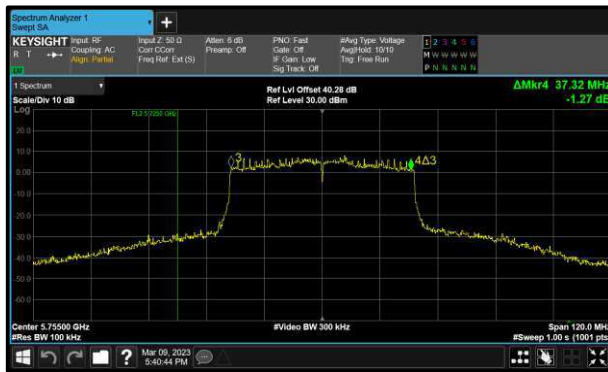 Spectrum Analyzer 1
Swept SA
+
KEYSIGHT Input: RF Input Z: 50 Ω Atten: 6 dB PNO: Fast #Avg Type: Voltage 1 2 3 4 5 6
R T Coupling: AC Corr CCorr Preamp: Off Gate: Off Avg|Hold: 10/10 M W W W W W
Align: Partial Freq Ref: Ext (S) IF Gain: Low Trig: Free Run P N N N N N
Sig Track: Off
1 Spectrum Ref Lvl Offset 40.28 dB ΔMkr4 37.32 MHz
Scale/Div 10 dB Ref Level 30.00 dBm -1.27 dB
Log
20.0
10.0
0.00
-10.0
-20.0
-30.0
-40.0
-50.0
-60.0
3
4Δ3
Center 5.75500 GHz #Video BW 300 kHz Span 120.0 MHz
#Res BW 100 kHz #Sweep 1.00 s (1001 pts)
? Mar 09, 2023
5:40:44 PM